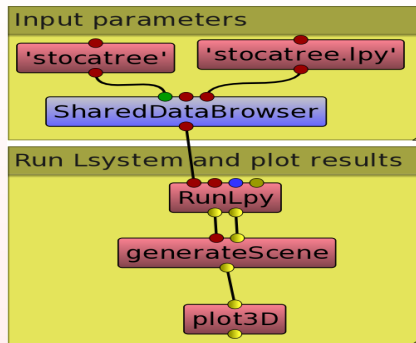 Input parameters
'stocatree'
'stocatree.lpy'
SharedDataBrowser
Run Lsystem and plot results
RunLpy
generateScene
plot3D